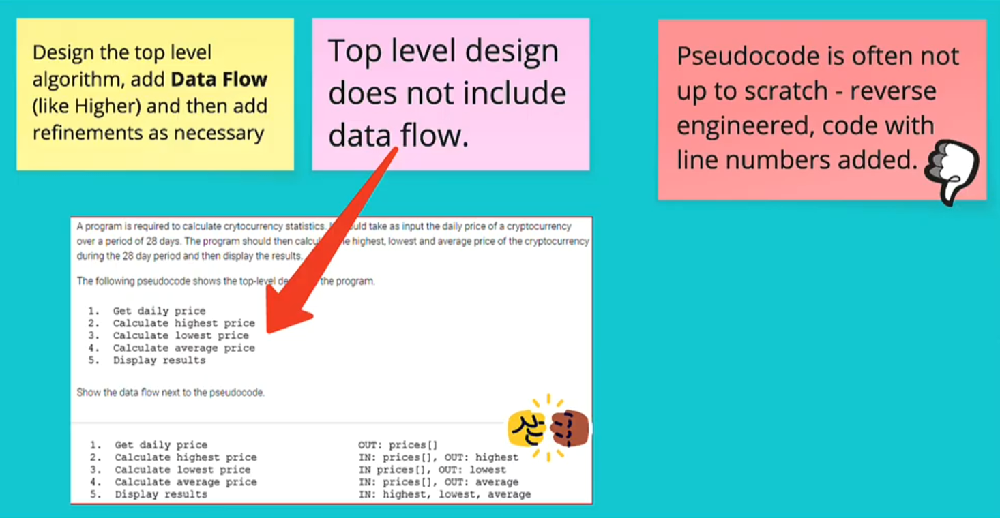 Design the top level
algorithm, add Data Flow
(like Higher) and then add
refinements as necessary
Top level design
does not include
data flow.
Pseudocode is often not
up to scratch - reverse
engineered, code with
line numbers added.
A program is required to calculate crytocurrency statistics. take as input the daily price of a cryptocurrency
over a period of 28 days. The program should then highest, lowest and average price of the cryptocurrency
during the 28 day period and then display the results.
The following pseudocode shows the top-level the program.
1. Get daily price
2. Calculate highest price
3. Calculate lowest price
4. Calculate average price
5. Display results
Show the data flow next to the pseudocode.
1. Get daily price OUT: prices[]
2. Calculate highest price IN: prices[], OUT: highest
3. Calculate lowest price IN prices[], OUT: lowest
4. Calculate average price IN: prices[], OUT: average
5. Display results IN: highest, lowest, average